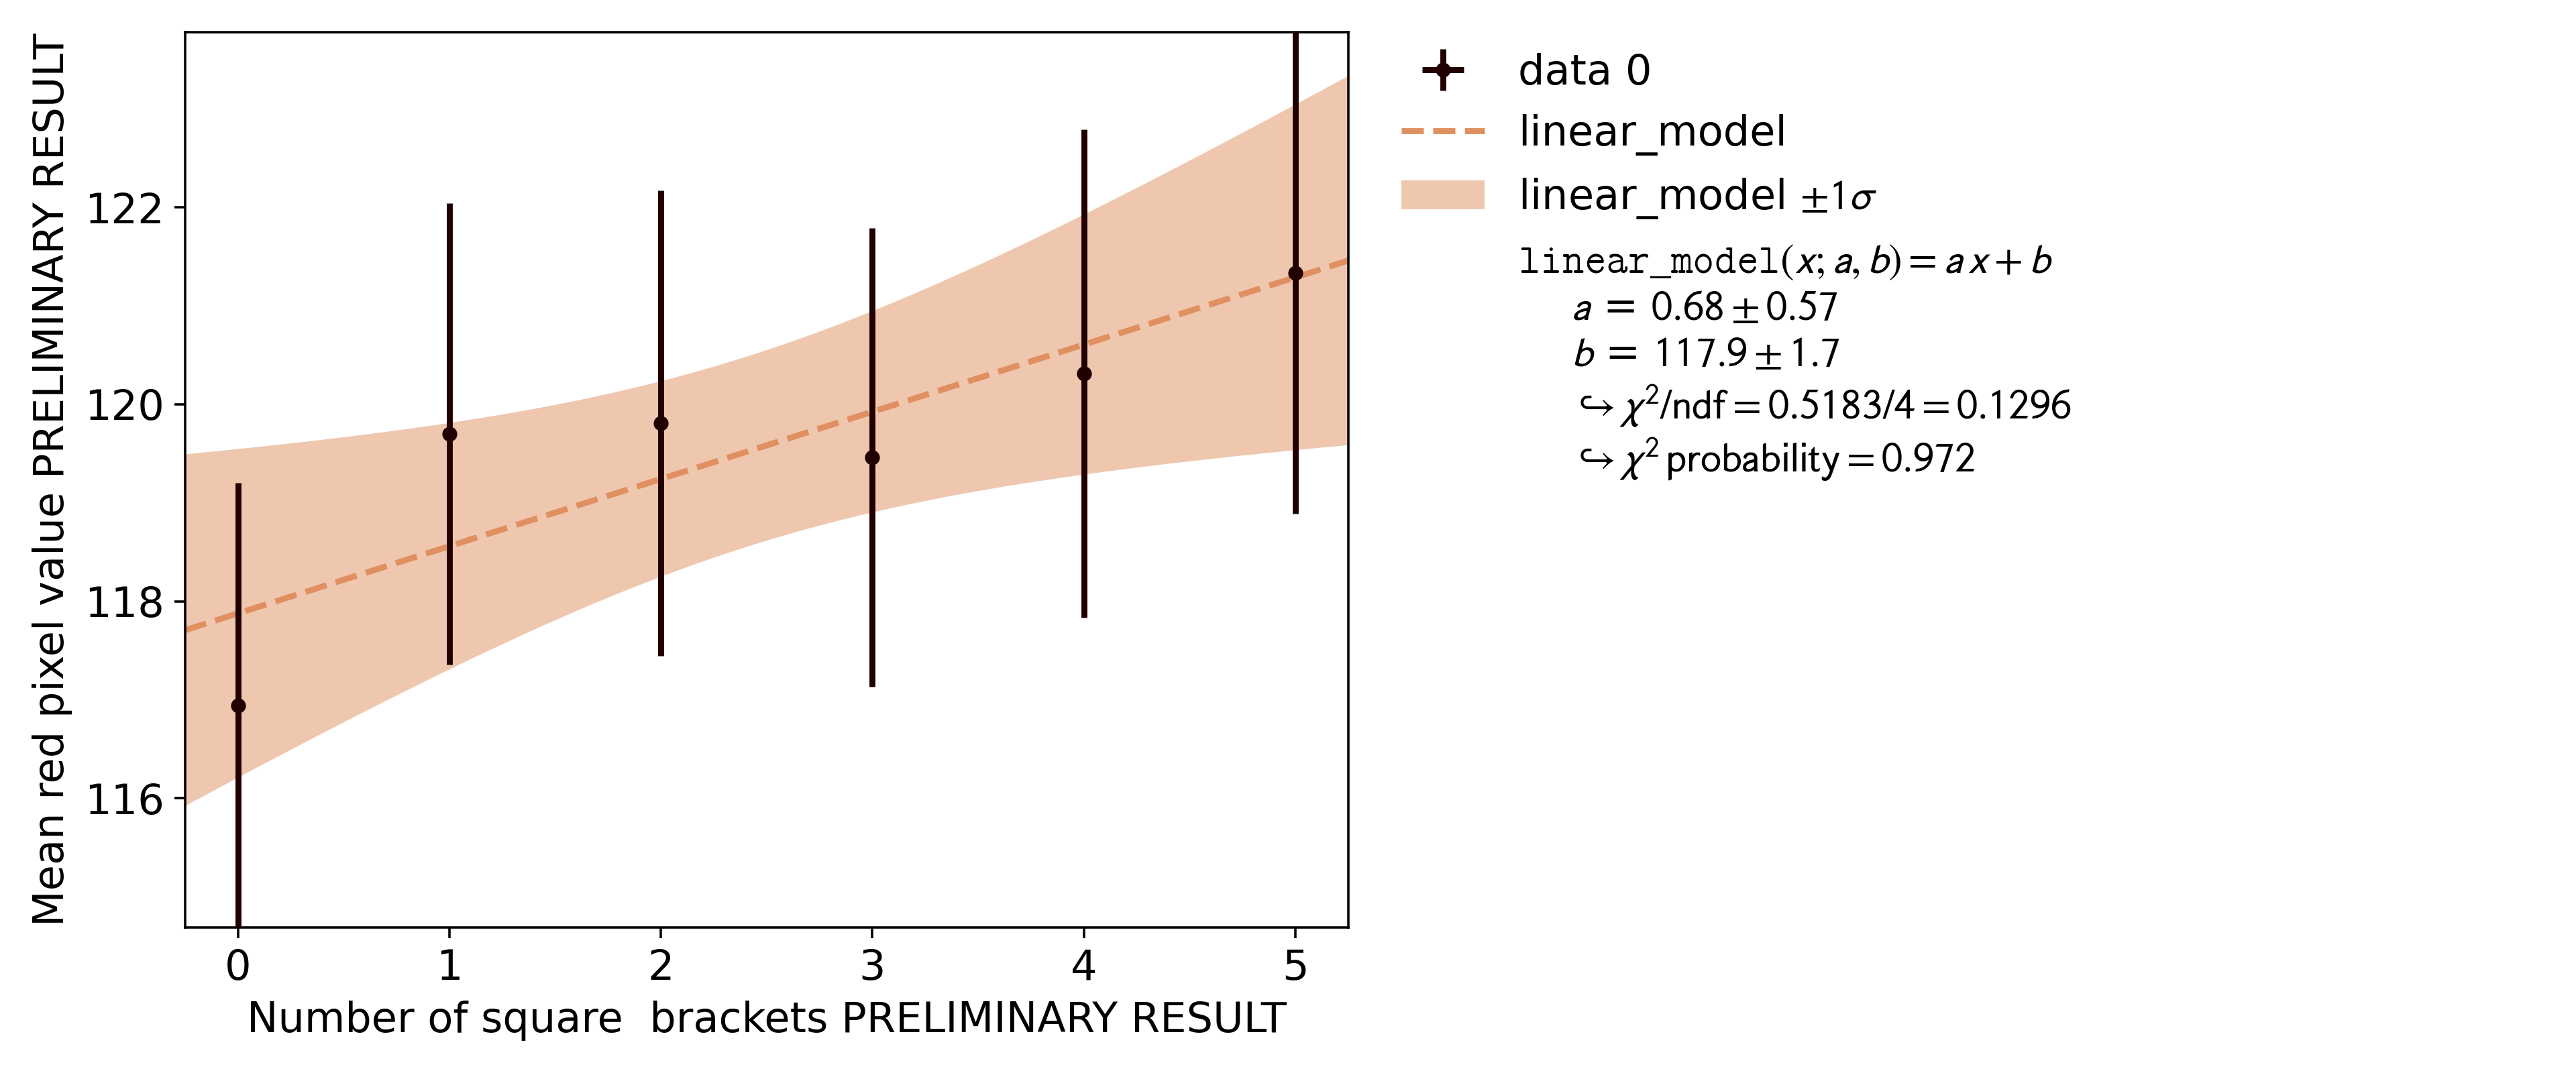 Mean red pixel value PRELIMINARY RESULT
122
120
118
116
0 1 2 3 4 5
Number of square  brackets PRELIMINARY RESULT
data 0
linear_model
linear_model ±1σ
linear_model(x; a, b) = a x + b
a = 0.68 ± 0.57
b = 117.9 ± 1.7
↪ χ²/ndf = 0.5183/4 = 0.1296
↪ χ² probability = 0.972